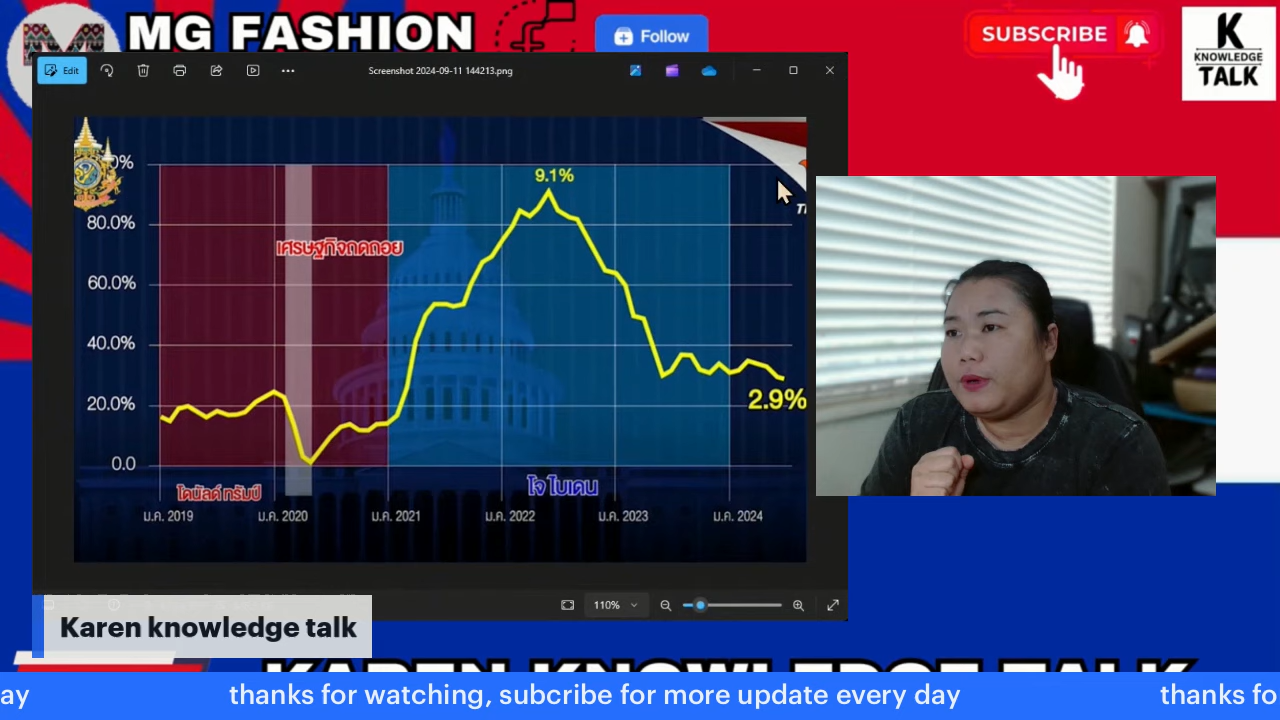 MG FASHION
Follow
SUBSCRIBE
K
KNOWLEDGE
TALK
Edit
Screenshot 2024-09-11 144213.png
0%
9.1%
80.0%
เศรษฐกิจถดถอย
60.0%
40.0%
20.0%
2.9%
0.0
โดนัลด์ ทรัมป์
โจ ไบเดน
ม.ค. 2019
ม.ค. 2020
ม.ค. 2021
ม.ค. 2022
ม.ค. 2023
ม.ค. 2024
110%
Karen knowledge talk
KAREN KNOWLEDGE TALK
ay
thanks for watching, subcribe for more update every day
thanks fo